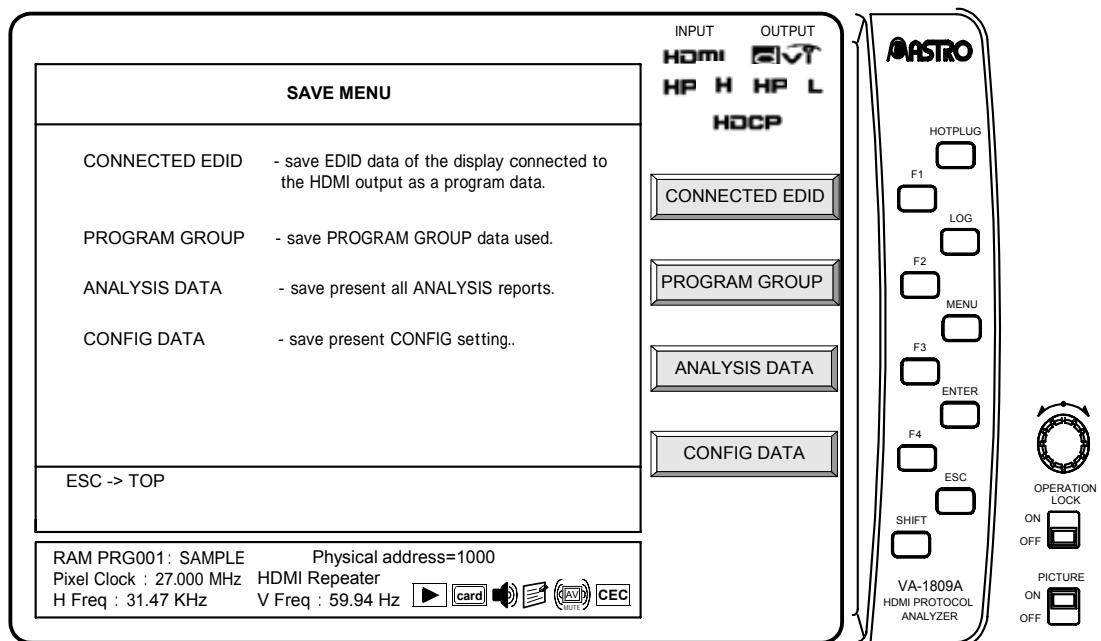 INPUT OUTPUT
HDMI DVI
HP H HP L
HDCP
SAVE MENU
CONNECTED EDID - save EDID data of the display connected to
the HDMI output as a program data.
PROGRAM GROUP - save PROGRAM GROUP data used.
ANALYSIS DATA - save present all ANALYSIS reports.
CONFIG DATA - save present CONFIG setting..
ESC -> TOP
RAM PRG001: SAMPLE Physical address=1000
Pixel Clock : 27.000 MHz HDMI Repeater
H Freq : 31.47 KHz V Freq : 59.94 Hz card AV MUTE CEC
CONNECTED EDID
PROGRAM GROUP
ANALYSIS DATA
CONFIG DATA
ASTRO
HOTPLUG
F1
LOG
F2
MENU
F3
ENTER
F4
ESC
SHIFT
VA-1809A
HDMI PROTOCOL
ANALYZER
OPERATION
LOCK
ON
OFF
PICTURE
ON
OFF